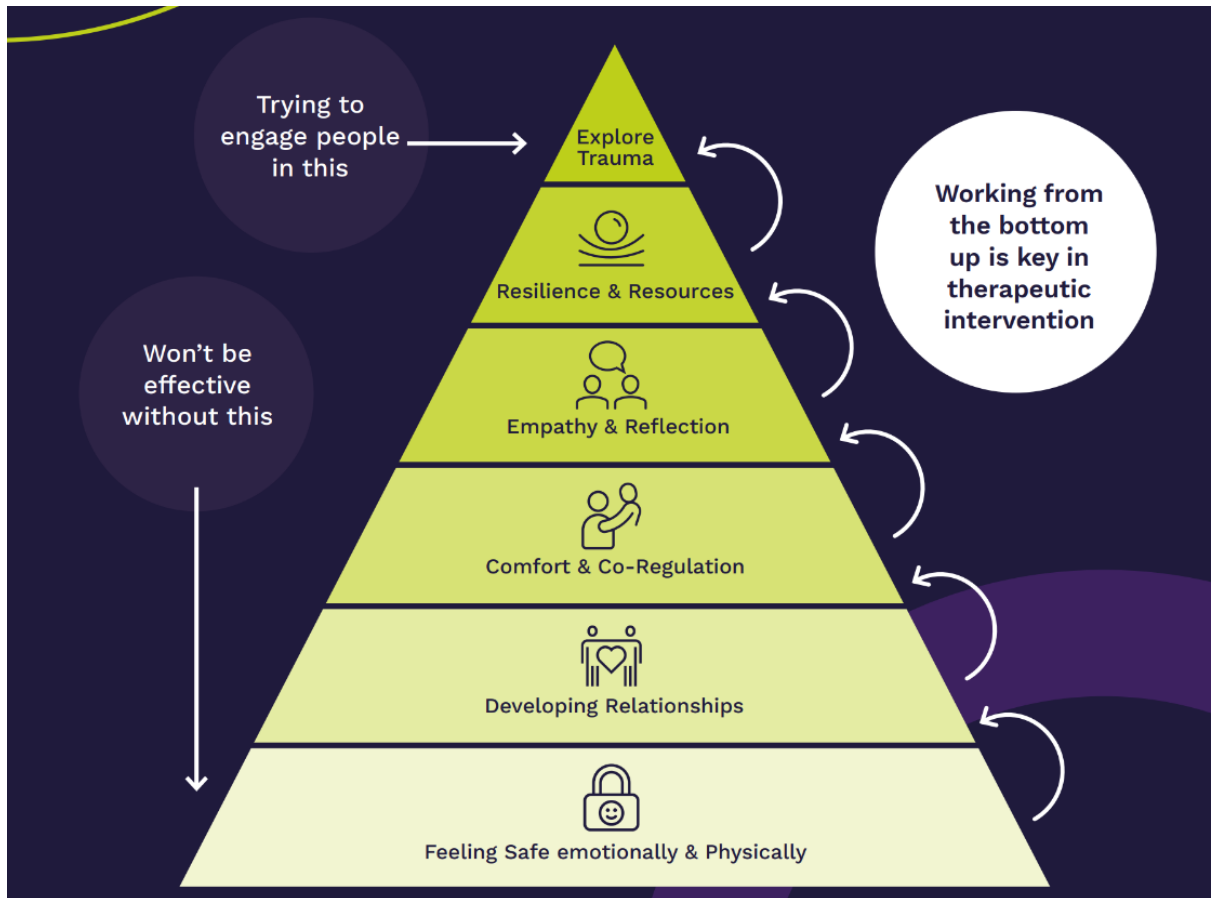 Trying to
engage people
in this
Explore
Trauma
Working from
the bottom
up is key in
therapeutic
intervention
Resilience & Resources
Won’t be
effective
without this
Empathy & Reflection
Comfort & Co-Regulation
Developing Relationships
Feeling Safe emotionally & Physically